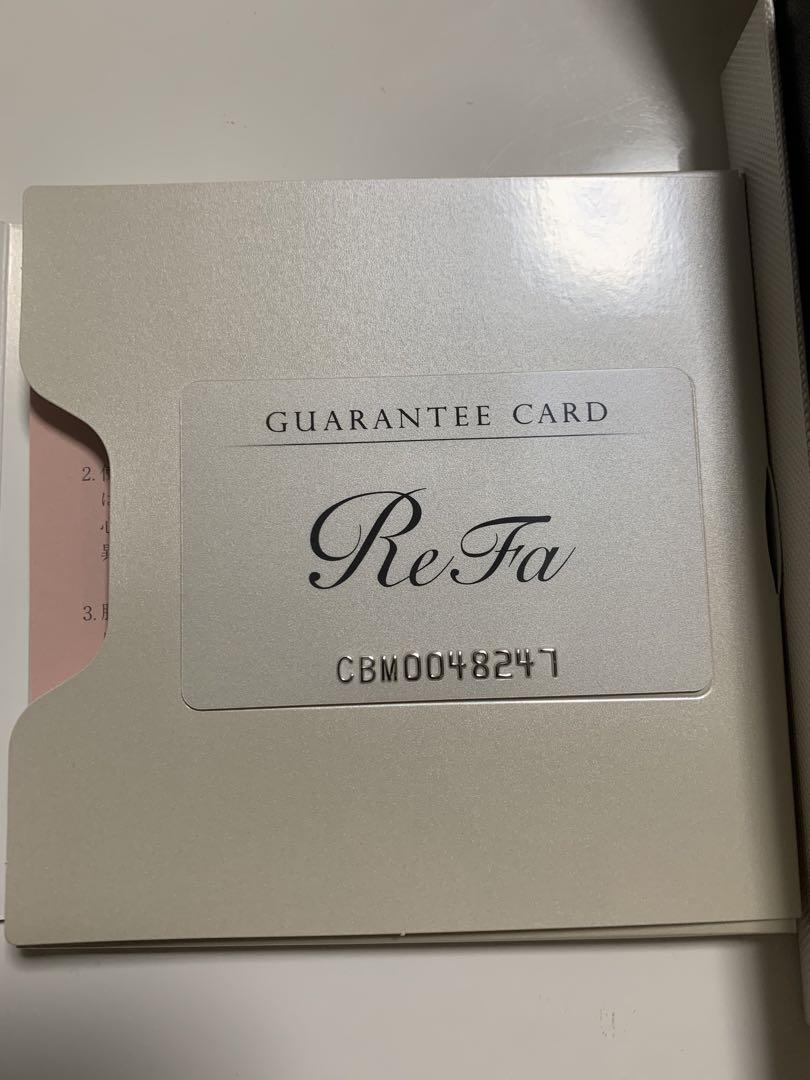 GUARANTEE CARD
ReFa
CBM0048247
2.
3.